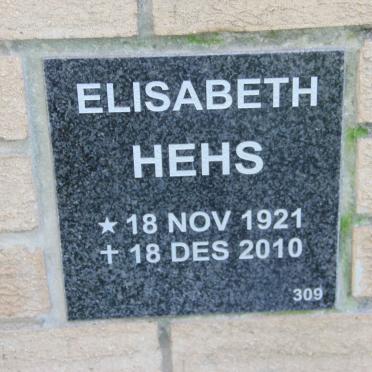 ELISABETH
HEHS
★ 18 NOV 1921
✝ 18 DES 2010
309